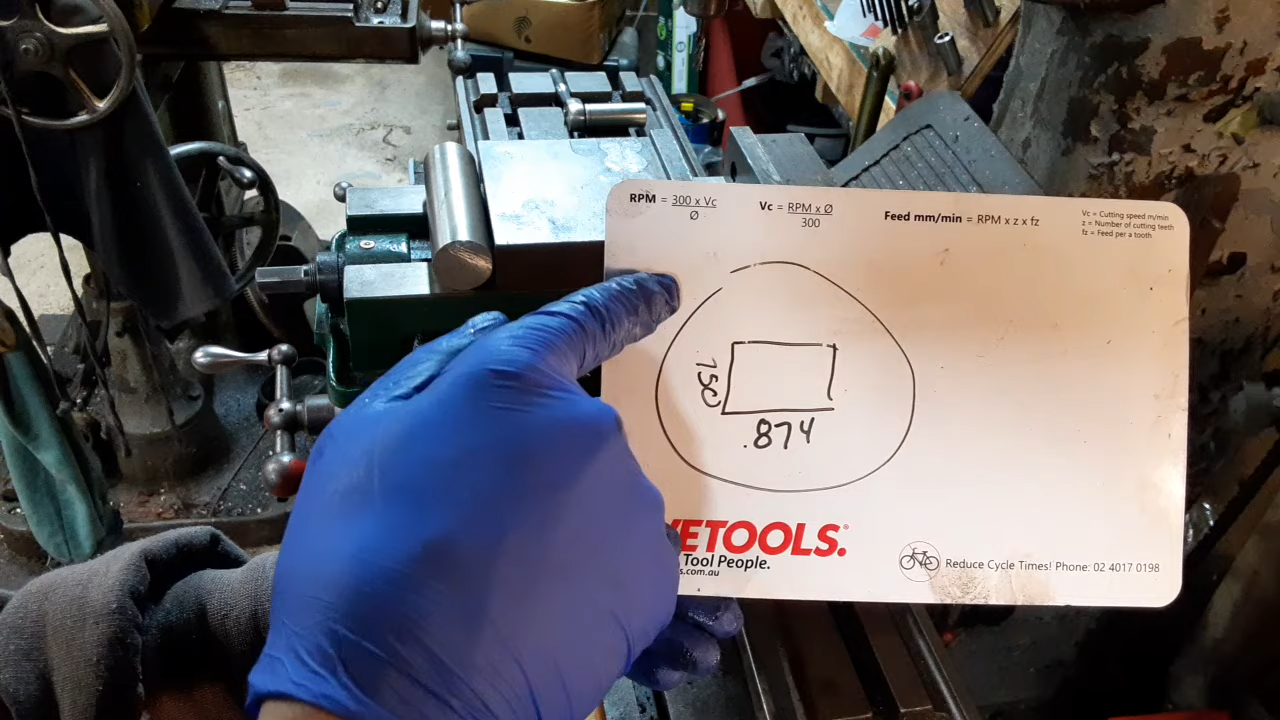 RPM = 300 x Vc
Ø
Vc = RPM x Ø
300
Feed mm/min = RPM x z x fz
Vc = Cutting speed m/min
z = Number of cutting teeth
fz = Feed per a tooth
750
.874
ETOOLS.®
Tool People.
s.com.au
Reduce Cycle Times! Phone: 02 4017 0198